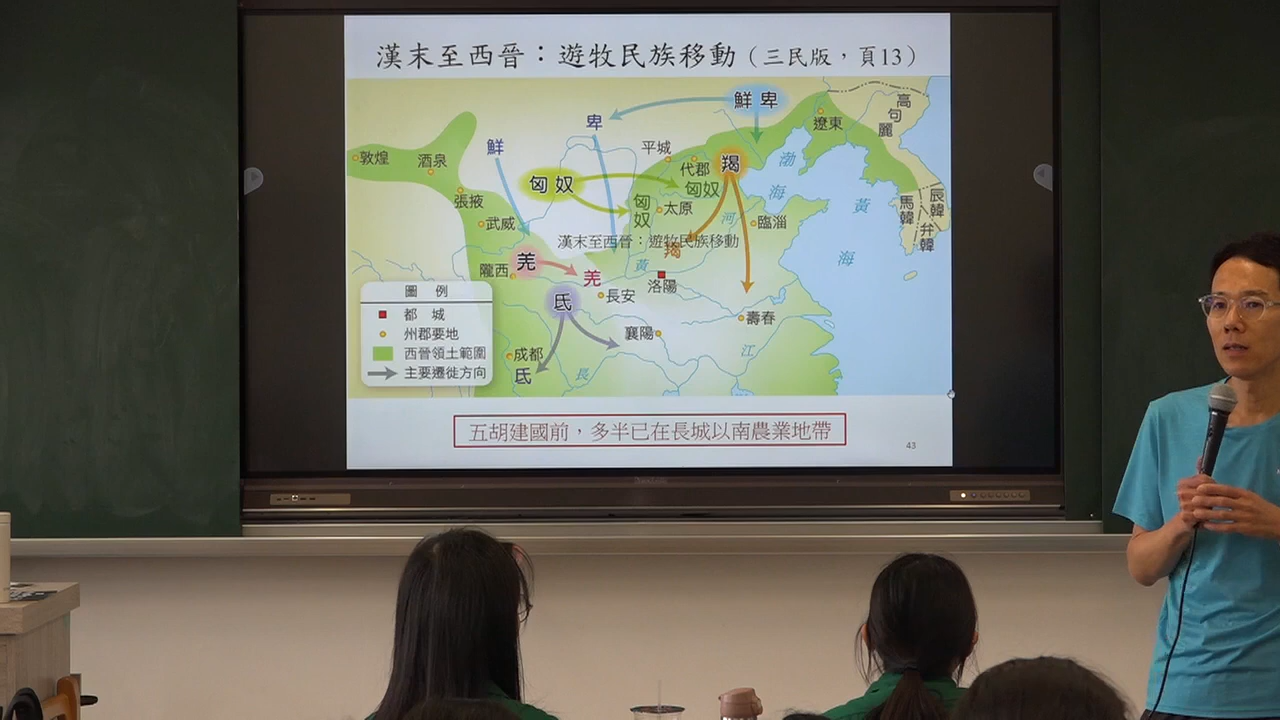 漢末至西晉：遊牧民族移動（三民版，頁13）
鮮卑
卑
鮮
高句麗
遼東
平城
敦煌
酒泉
代郡
羯
渤海
匈奴
匈奴
匈奴
張掖
太原
馬韓
辰韓
弁韓
黃海
武威
河
臨淄
漢末至西晉：遊牧民族移動
羯
羌
羌
黃
隴西
洛陽
長安
氐
壽春
襄陽
江
成都
氐
長
圖例
都城
州郡要地
西晉領土範圍
主要遷徙方向
五胡建國前，多半已在長城以南農業地帶
43